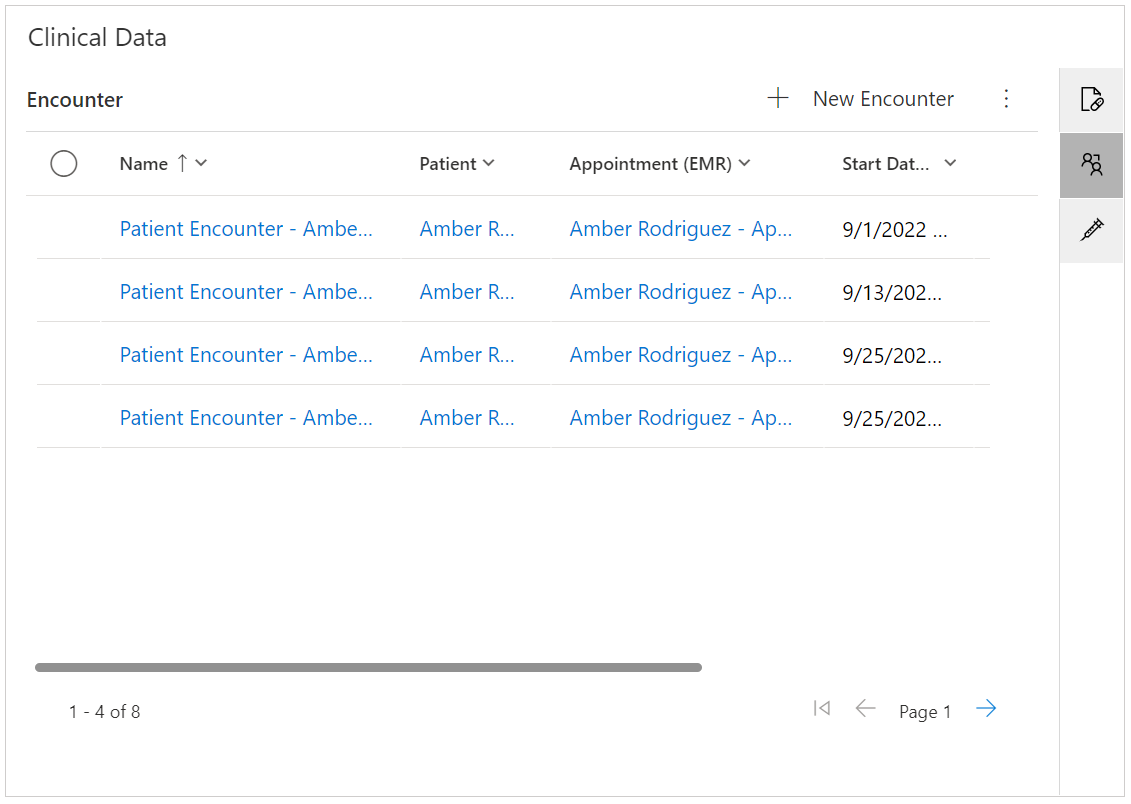 Clinical Data
Encounter
New Encounter
Name Patient Appointment (EMR) Start Dat...
Patient Encounter - Ambe... Amber R... Amber Rodriguez - Ap... 9/1/2022 ...
Patient Encounter - Ambe... Amber R... Amber Rodriguez - Ap... 9/13/202...
Patient Encounter - Ambe... Amber R... Amber Rodriguez - Ap... 9/25/202...
Patient Encounter - Ambe... Amber R... Amber Rodriguez - Ap... 9/25/202...
1 - 4 of 8 Page 1